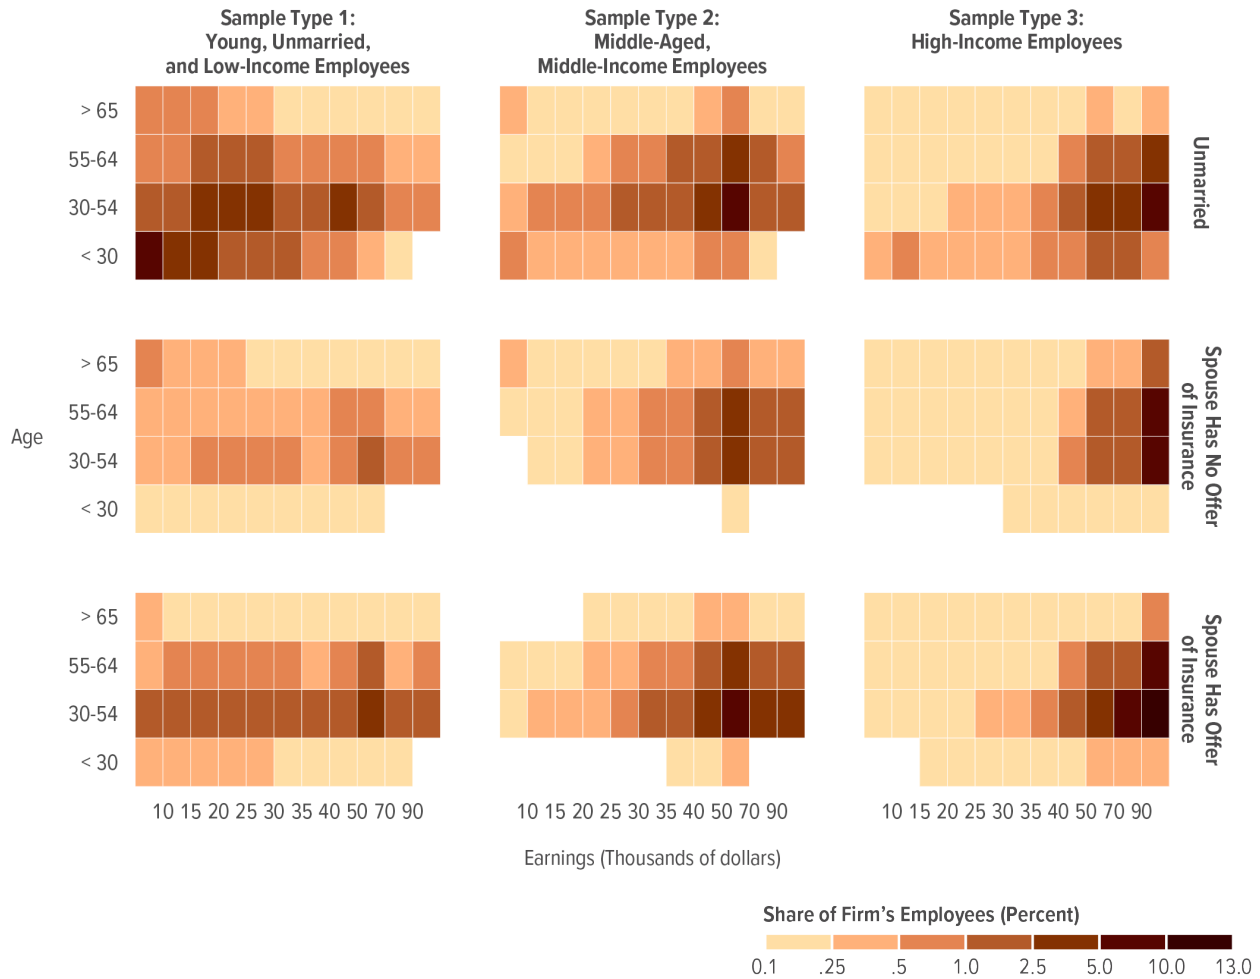 Sample Type 1:
Young, Unmarried,
and Low-Income Employees
Sample Type 2:
Middle-Aged,
Middle-Income Employees
Sample Type 3:
High-Income Employees
> 65
55-64
30-54
< 30
Unmarried
> 65
55-64
30-54
< 30
Spouse Has No Offer
of Insurance
Age
> 65
55-64
30-54
< 30
Spouse Has Offer
of Insurance
10 15 20 25 30 35 40 50 70 90
10 15 20 25 30 35 40 50 70 90
10 15 20 25 30 35 40 50 70 90
Earnings (Thousands of dollars)
Share of Firm's Employees (Percent)
0.1 .25 .5 1.0 2.5 5.0 10.0 13.0